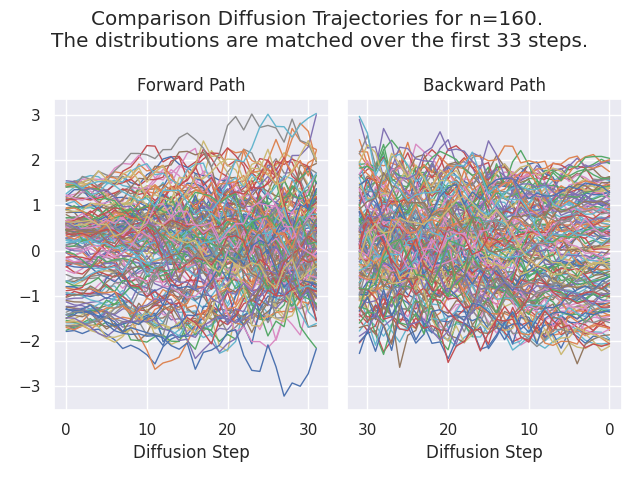 Comparison Diffusion Trajectories for n=160.
The distributions are matched over the first 33 steps.
Forward Path
Backward Path
3
2
1
0
−1
−2
−3
0
10
20
30
30
20
10
0
Diffusion Step
Diffusion Step